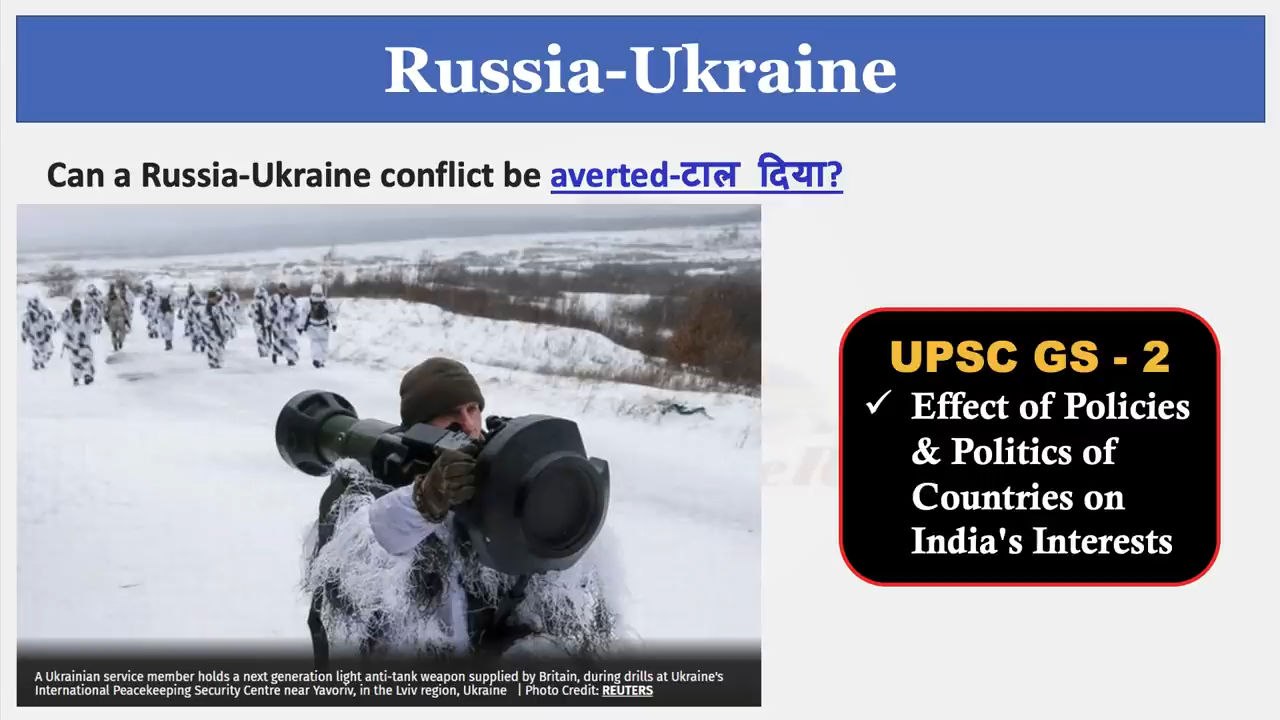 Russia-Ukraine
Can a Russia-Ukraine conflict be averted-टाल दिया?
UPSC GS - 2
✓ Effect of Policies
& Politics of
Countries on
India's Interests
A Ukrainian service member holds a next generation light anti-tank weapon supplied by Britain, during drills at Ukraine's
International Peacekeeping Security Centre near Yavoriv, in the Lviv region, Ukraine | Photo Credit: REUTERS